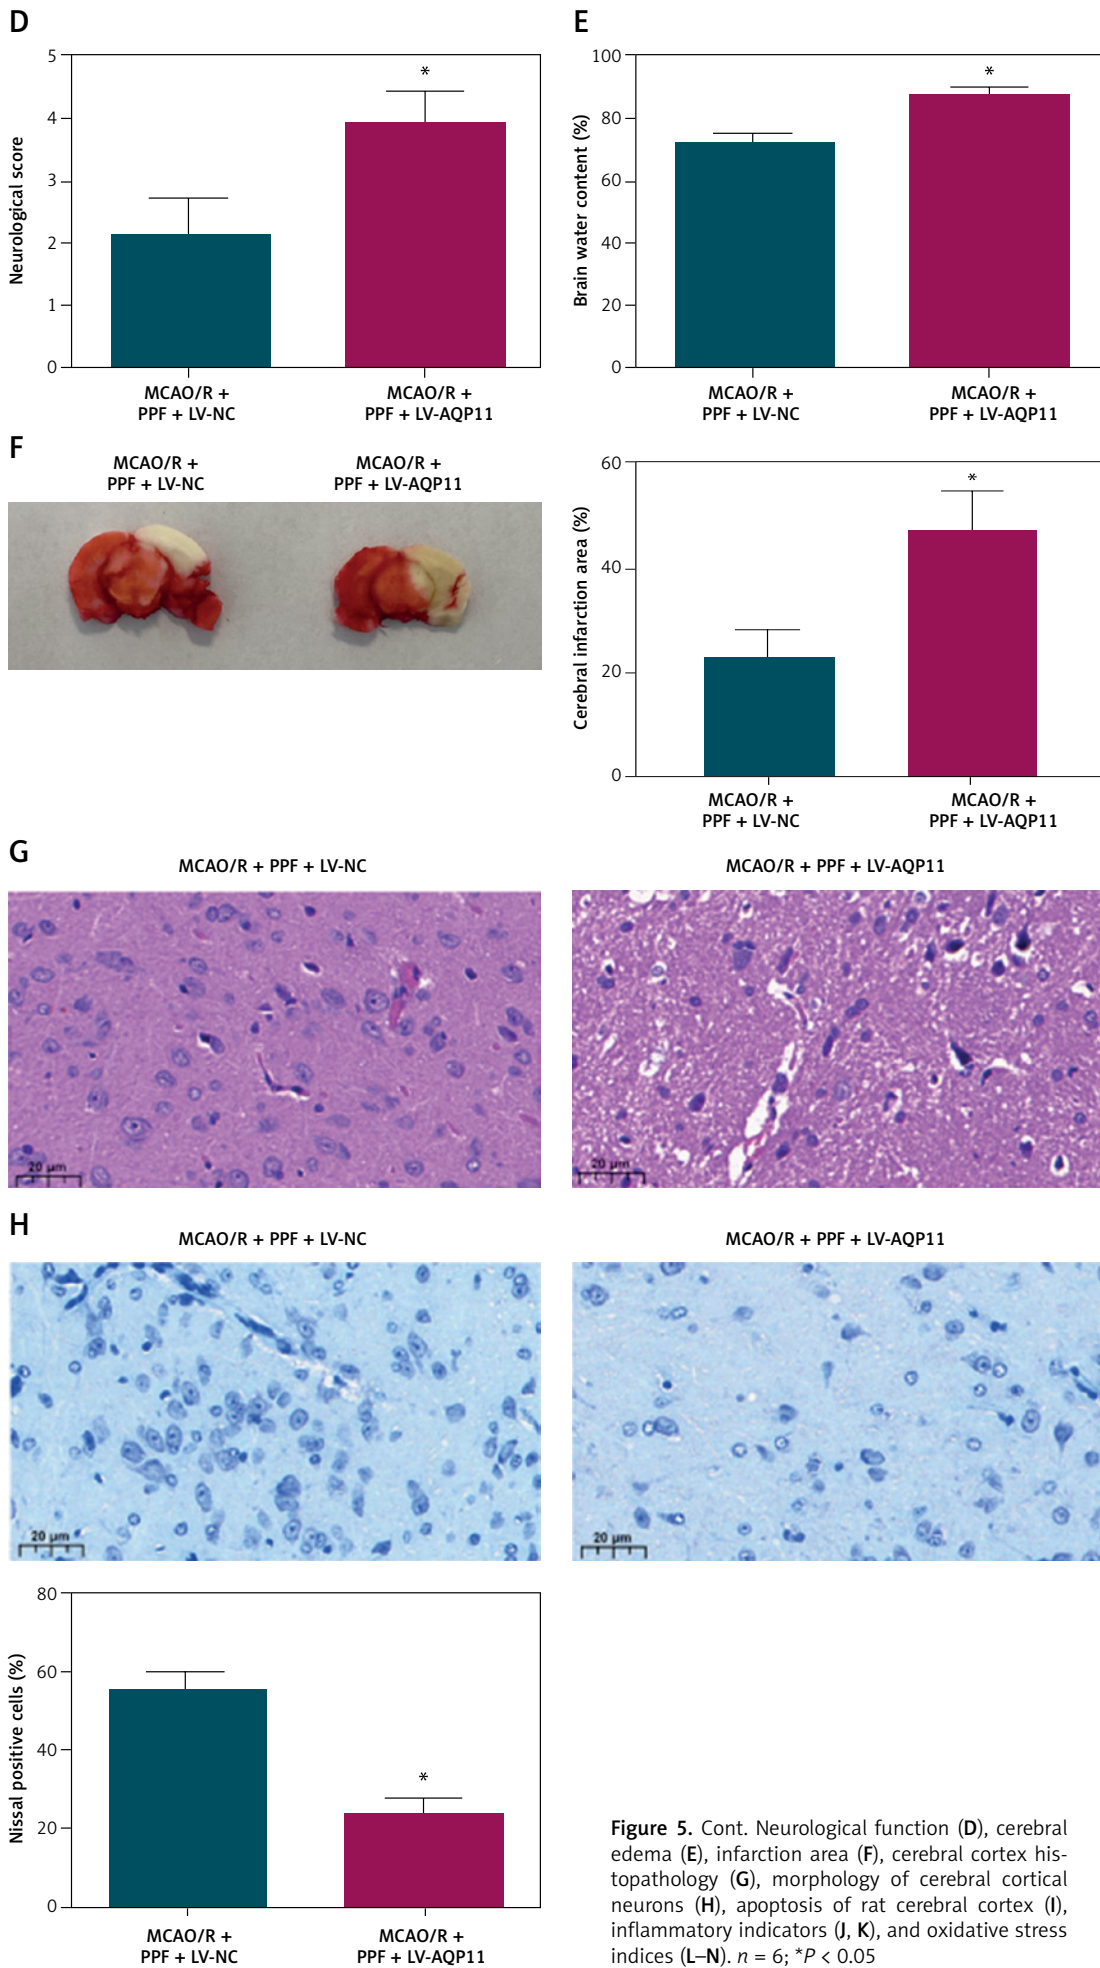 D
Neurological score
5
4
3
2
1
0
*
MCAO/R +
PPF + LV-NC
MCAO/R +
PPF + LV-AQP11
E
Brain water content (%)
100
80
60
40
20
0
*
MCAO/R +
PPF + LV-NC
MCAO/R +
PPF + LV-AQP11
F
MCAO/R +
PPF + LV-NC
MCAO/R +
PPF + LV-AQP11
Cerebral infarction area (%)
60
40
20
0
*
MCAO/R +
PPF + LV-NC
MCAO/R +
PPF + LV-AQP11
G
MCAO/R + PPF + LV-NC
MCAO/R + PPF + LV-AQP11
20 µm
20 µm
H
MCAO/R + PPF + LV-NC
MCAO/R + PPF + LV-AQP11
20 µm
20 µm
Nissal positive cells (%)
80
60
40
20
0
*
MCAO/R +
PPF + LV-NC
MCAO/R +
PPF + LV-AQP11
Figure 5. Cont. Neurological function (D), cerebral
edema (E), infarction area (F), cerebral cortex his-
topathology (G), morphology of cerebral cortical
neurons (H), apoptosis of rat cerebral cortex (I),
inflammatory indicators (J, K), and oxidative stress
indices (L–N). n = 6; *P < 0.05